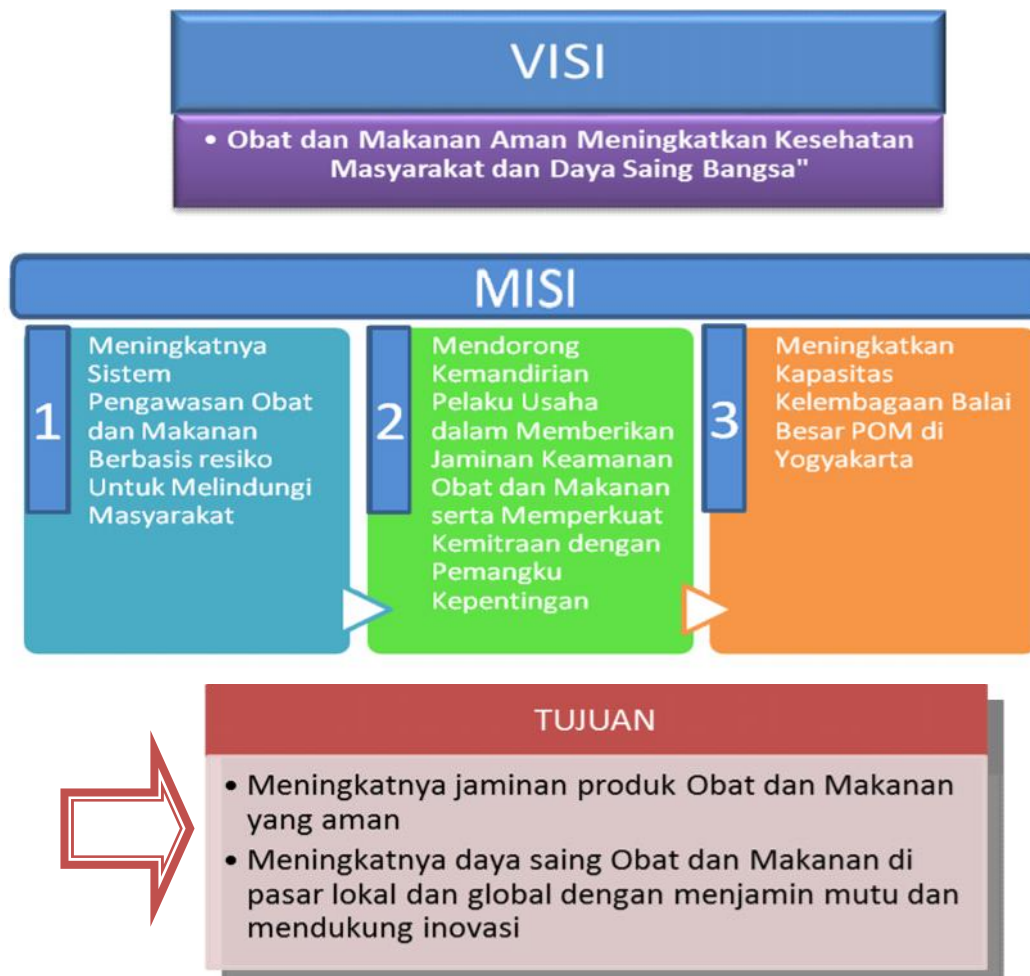 VISI
• Obat dan Makanan Aman Meningkatkan Kesehatan
Masyarakat dan Daya Saing Bangsa"
MISI
1
Meningkatnya
Sistem
Pengawasan Obat
dan Makanan
Berbasis resiko
Untuk Melindungi
Masyarakat
2
Mendorong
Kemandirian
Pelaku Usaha
dalam Memberikan
Jaminan Keamanan
Obat dan Makanan
serta Memperkuat
Kemitraan dengan
Pemangku
Kepentingan
3
Meningkatkan
Kapasitas
Kelembagaan Balai
Besar POM di
Yogyakarta
TUJUAN
• Meningkatnya jaminan produk Obat dan Makanan
yang aman
• Meningkatnya daya saing Obat dan Makanan di
pasar lokal dan global dengan menjamin mutu dan
mendukung inovasi